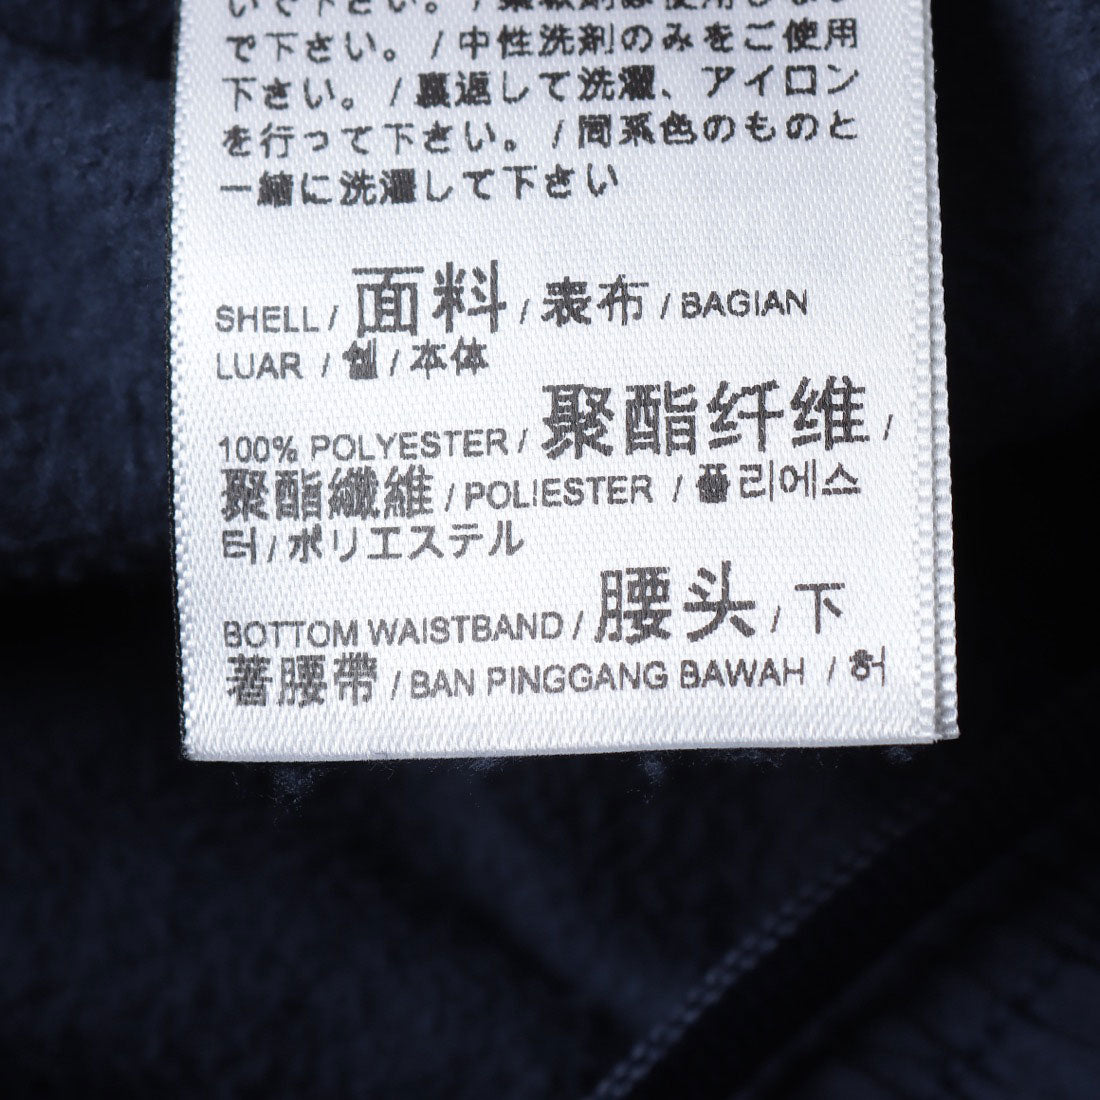 で下さい。/ 中性洗剤のみをご使用
下さい。/ 裏返して洗濯、アイロン
を行って下さい。/ 同系色のものと
一緒に洗濯して下さい
SHELL / 面料 / 表布 / BAGIAN
LUAR / 쉘 / 本体
100% POLYESTER / 聚酯纤维 /
聚酯纖維 / POLIESTER / 폴리에스
터 / ポリエステル
BOTTOM WAISTBAND / 腰头 / 下
著腰帶 / BAN PINGGANG BAWAH / 허